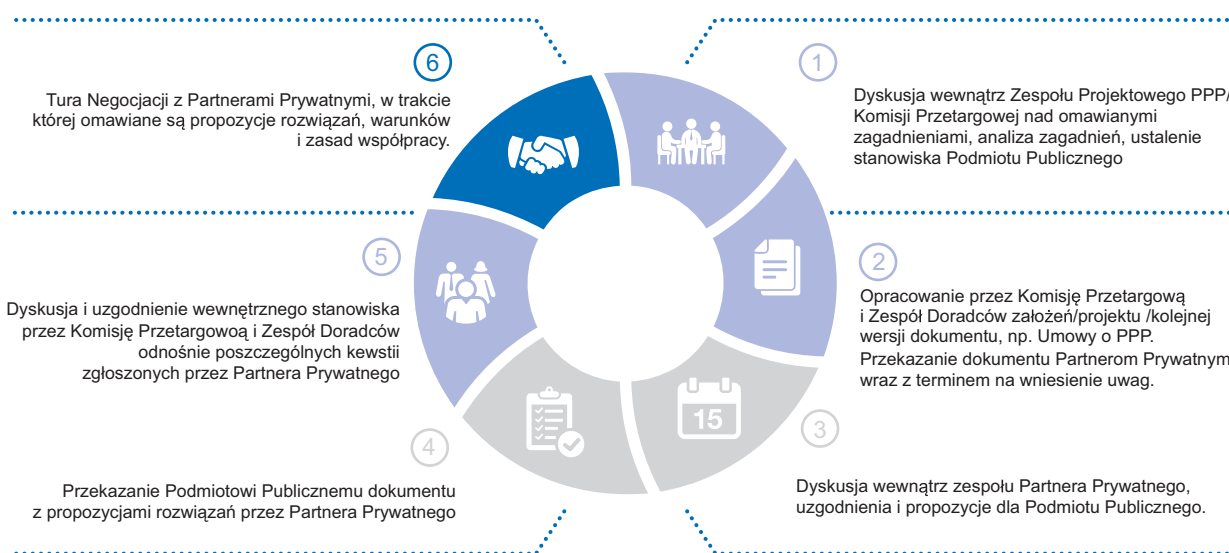 1
Dyskusja wewnątrz Zespołu Projektowego PPP/
Komisji Przetargowej nad omawianymi
zagadnieniami, analiza zagadnień, ustalenie
stanowiska Podmiotu Publicznego
2
Opracowanie przez Komisję Przetargową
i Zespół Doradców założeń/projektu /kolejnej
wersji dokumentu, np. Umowy o PPP.
Przekazanie dokumentu Partnerom Prywatnym
wraz z terminem na wniesienie uwag.
15
3
Dyskusja wewnątrz zespołu Partnera Prywatnego,
uzgodnienia i propozycje dla Podmiotu Publicznego.
4
Przekazanie Podmiotowi Publicznemu dokumentu
z propozycjami rozwiązań przez Partnera Prywatnego
5
Dyskusja i uzgodnienie wewnętrznego stanowiska
przez Komisję Przetargowoą i Zespół Doradców
odnośnie poszczególnych kewstii
zgłoszonych przez Partnera Prywatnego
6
Tura Negocjacji z Partnerami Prywatnymi, w trakcie
której omawiane są propozycje rozwiązań, warunków
i zasad współpracy.